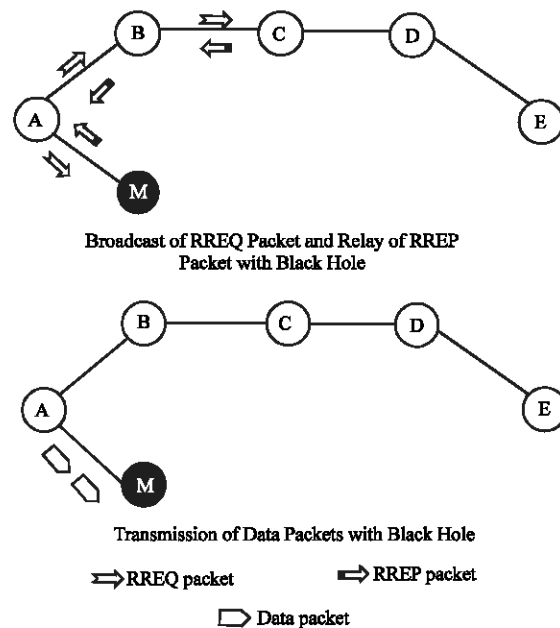 B
C
D
A
E
M
Broadcast of RREQ Packet and Relay of RREP
Packet with Black Hole
B
C
D
A
E
M
Transmission of Data Packets with Black Hole
RREQ packet
RREP packet
Data packet